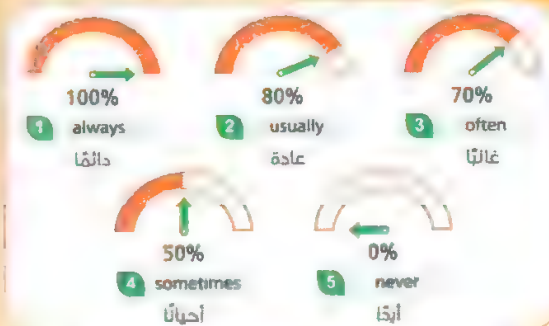 100%
1 always
دائمًا
80%
2 usually
عادة
70%
3 often
غالبًا
50%
4 sometimes
أحيانًا
0%
5 never
أبدًا